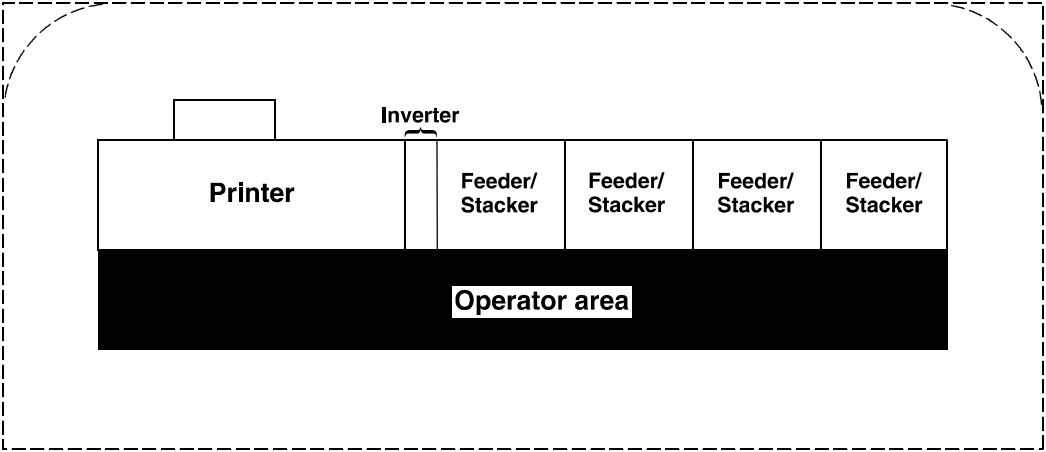 Inverter
Printer
Feeder/
Stacker
Feeder/
Stacker
Feeder/
Stacker
Feeder/
Stacker
Operator area